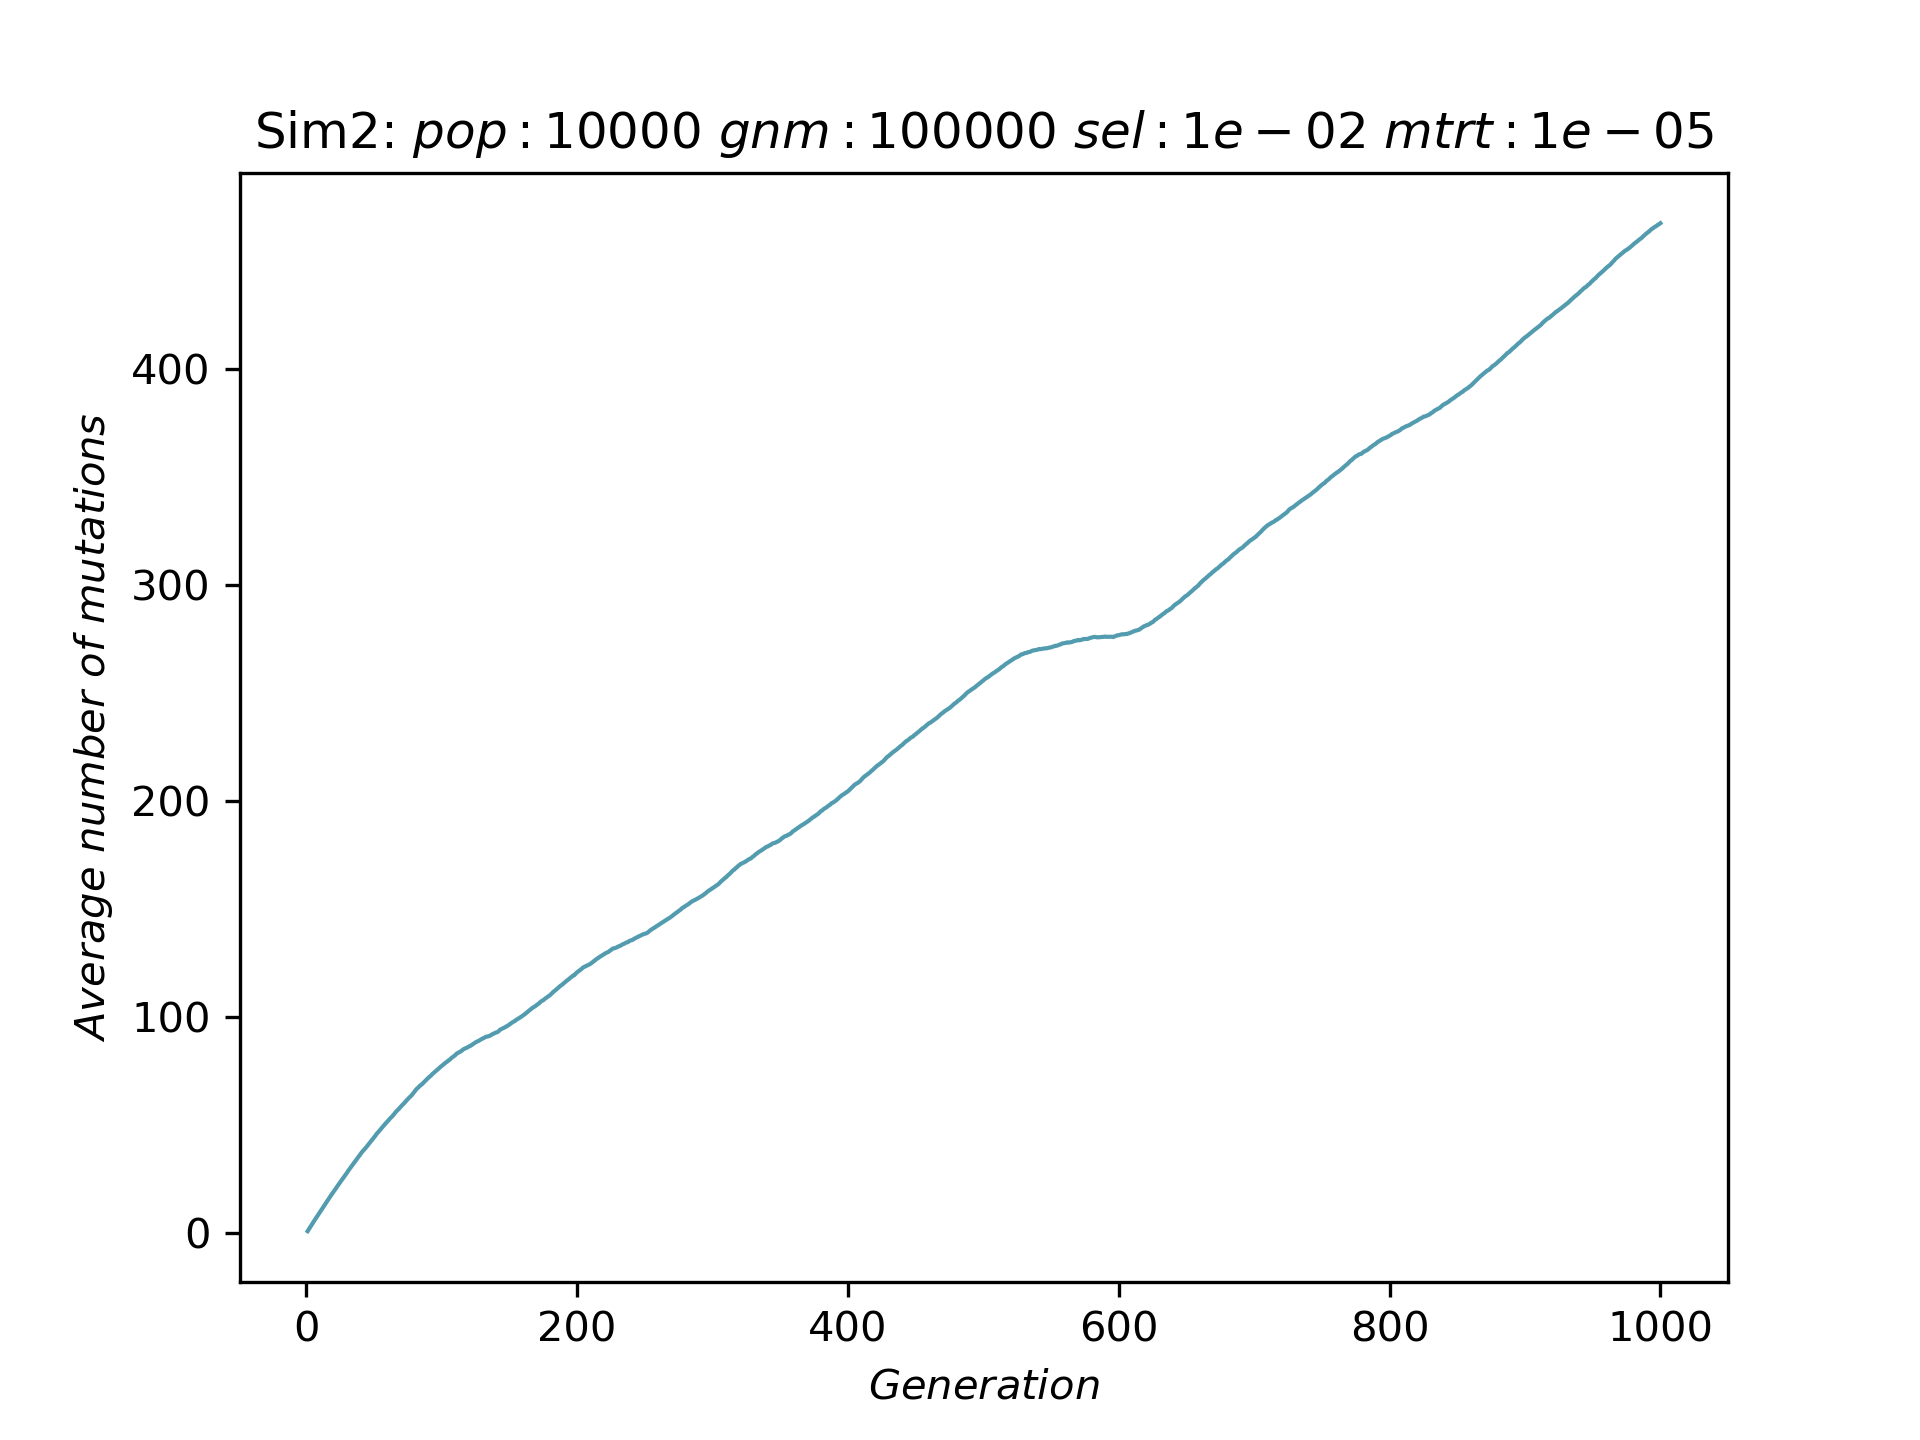 Sim2: pop : 10000 gnm : 100000 sel : 1e − 02 mtrt : 1e − 05
Average number of mutations
400
300
200
100
0
0 200 400 600 800 1000
Generation